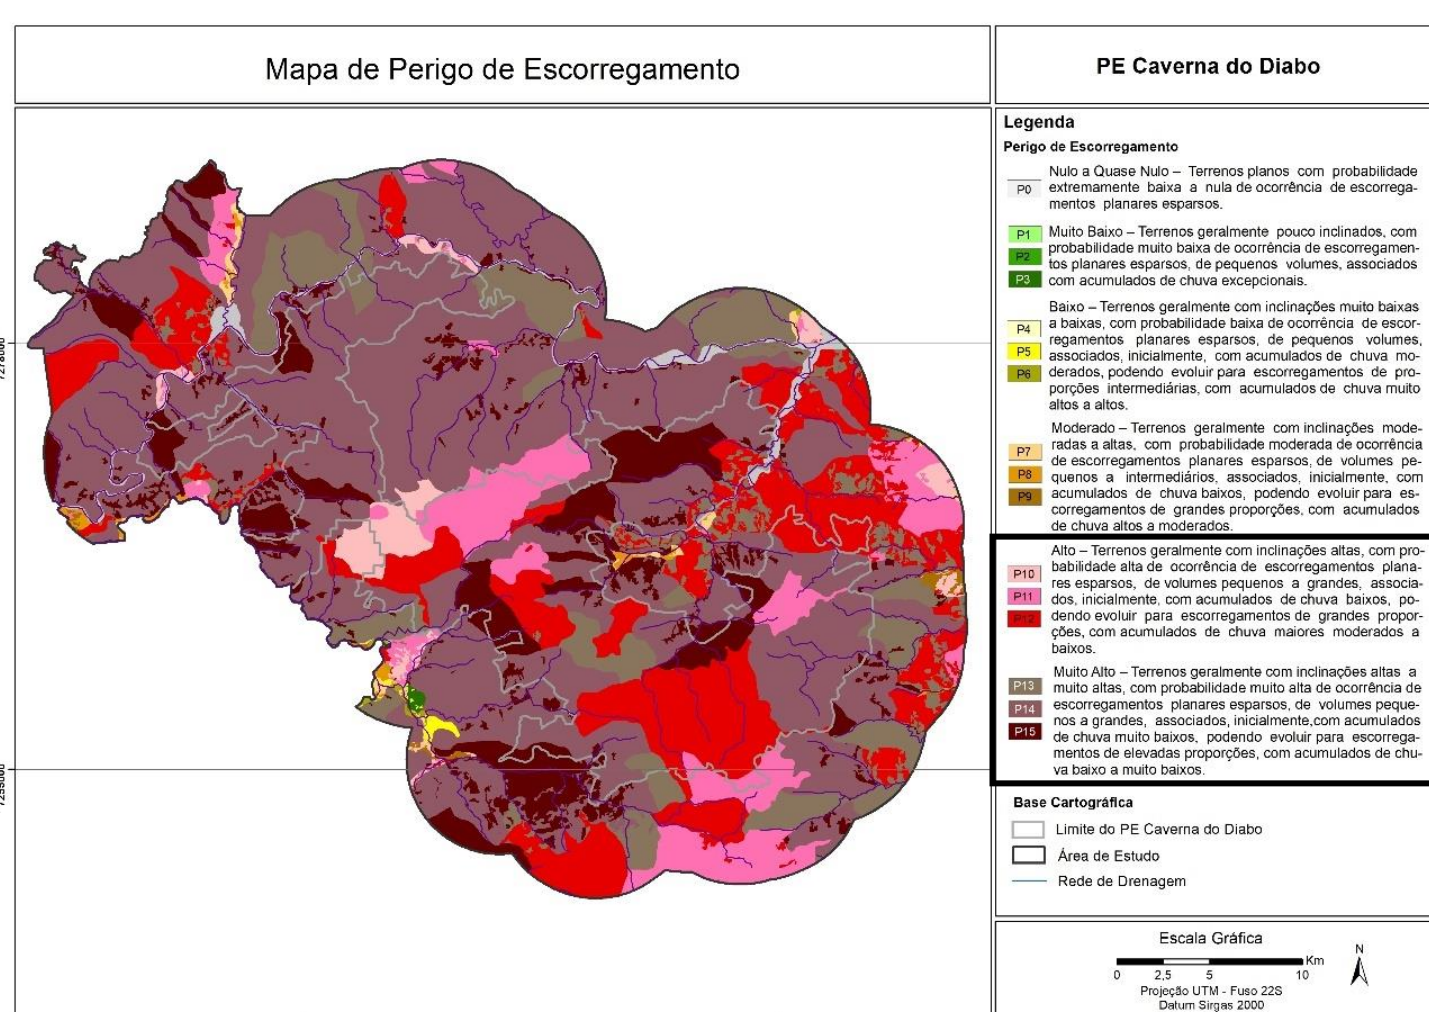 Mapa de Perigo de Escorregamento
PE Caverna do Diabo
Legenda
Perigo de Escorregamento
P0
Nulo a Quase Nulo – Terrenos planos com probabilidade
extremamente baixa a nula de ocorrência de escorrega-
mentos planares esparsos.
P1
P2
P3
Muito Baixo – Terrenos geralmente pouco inclinados, com
probabilidade muito baixa de ocorrência de escorregamen-
tos planares esparsos, de pequenos volumes, associados
com acumulados de chuva excepcionais.
P4
P5
P6
Baixo – Terrenos geralmente com inclinações muito baixas
a baixas, com probabilidade baixa de ocorrência de escor-
regamentos planares esparsos, de pequenos volumes,
associados, inicialmente, com acumulados de chuva mo-
derados, podendo evoluir para escorregamentos de pro-
porções intermediárias, com acumulados de chuva muito
altos a altos.
P7
P8
P9
Moderado – Terrenos geralmente com inclinações mode-
radas a altas, com probabilidade moderada de ocorrência
de escorregamentos planares esparsos, de volumes pe-
quenos a intermediários, associados, inicialmente, com
acumulados de chuva baixos, podendo evoluir para es-
corregamentos de grandes proporções, com acumulados
de chuva altos a moderados.
P10
P11
P12
Alto – Terrenos geralmente com inclinações altas, com pro-
babilidade alta de ocorrência de escorregamentos plana-
res esparsos, de volumes pequenos a grandes, associa-
dos, inicialmente, com acumulados de chuva baixos, po-
dendo evoluir para escorregamentos de grandes propor-
ções, com acumulados de chuva maiores moderados a
baixos.
P13
P14
P15
Muito Alto – Terrenos geralmente com inclinações altas a
muito altas, com probabilidade muito alta de ocorrência de
escorregamentos planares esparsos, de volumes peque-
nos a grandes, associados, inicialmente,com acumulados
de chuva muito baixos, podendo evoluir para escorrega-
mentos de elevadas proporções, com acumulados de chu-
va baixo a muito baixos.
Base Cartográfica
Limite do PE Caverna do Diabo
Área de Estudo
Rede de Drenagem
Escala Gráfica
Km
0 2,5 5 10
N
Projeção UTM - Fuso 22S
Datum Sirgas 2000